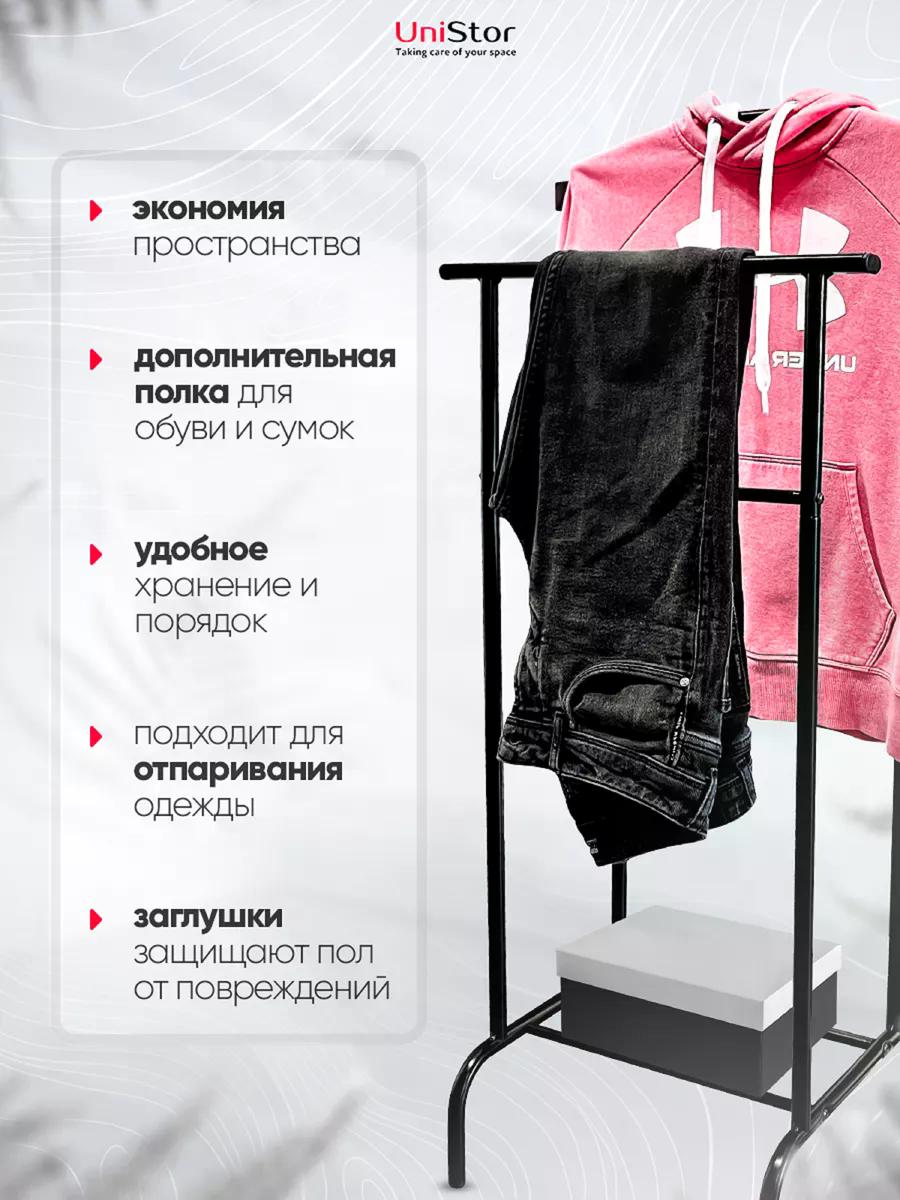 UniStor
Taking care of your space
экономия
пространства
дополнительная
полка для
обуви и сумок
удобное
хранение и
порядок
подходит для
отпаривания
одежды
заглушки
защищают пол
от повреждений